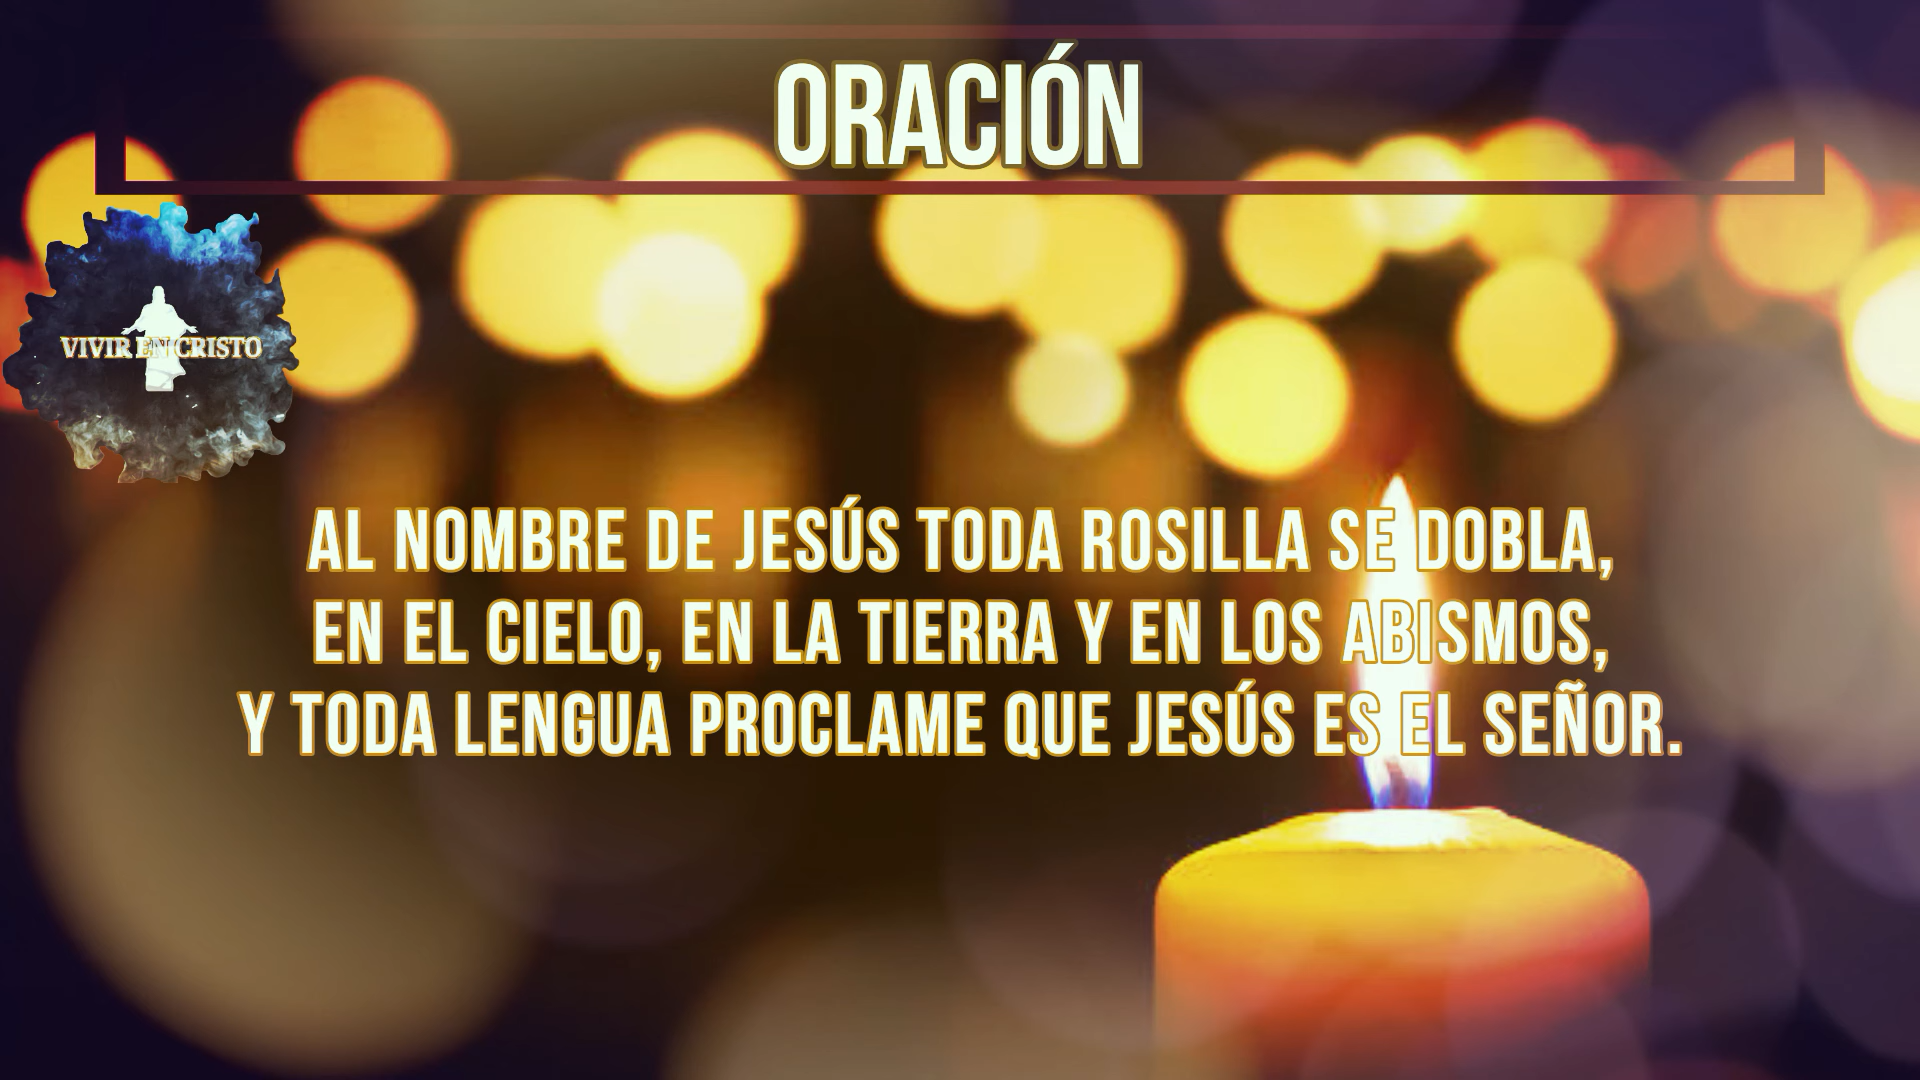 ORACIÓN
VIVIR EN CRISTO
AL NOMBRE DE JESÚS TODA ROSILLA SE DOBLA,
EN EL CIELO, EN LA TIERRA Y EN LOS ABISMOS,
Y TODA LENGUA PROCLAME QUE JESÚS ES EL SEÑOR.